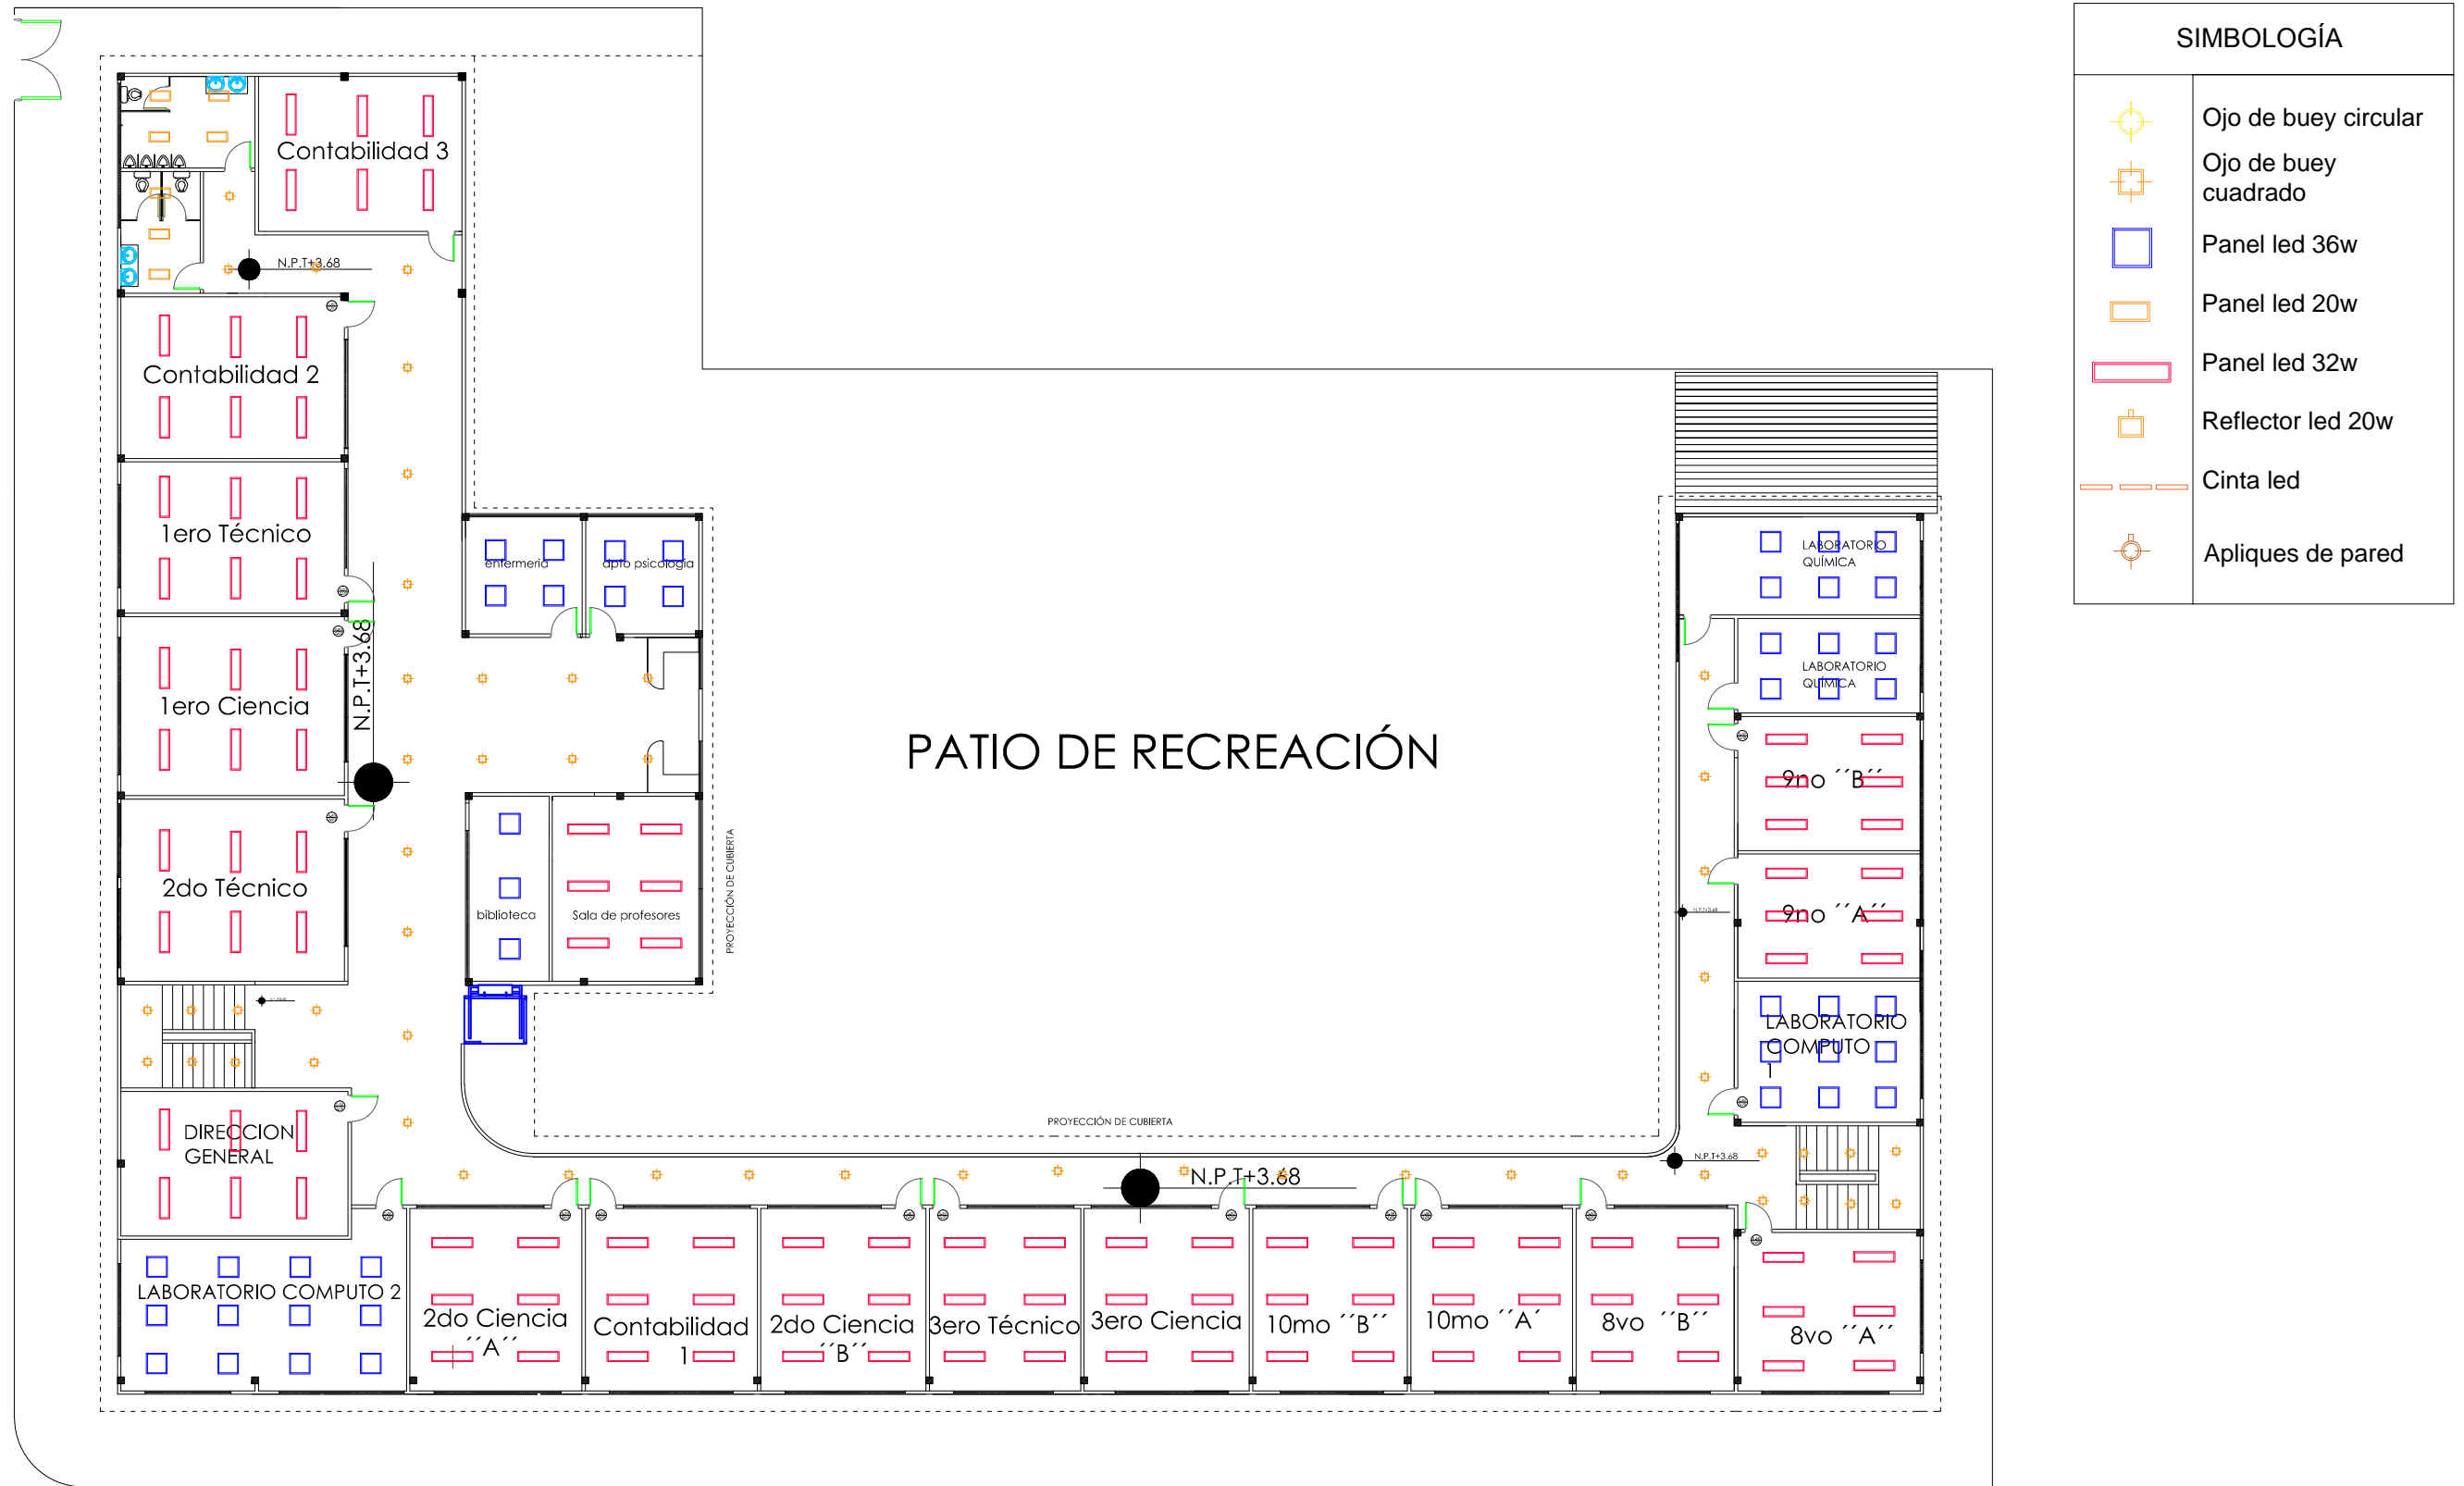 SIMBOLOGÍA
Ojo de buey circular
Ojo de buey
cuadrado
Panel led 36w
Panel led 20w
Panel led 32w
Reflector led 20w
Cinta led
Apliques de pared
Contabilidad 3
N.P.T+3.68
Contabilidad 2
1ero Técnico
N.P.T+3.68
1ero Ciencia
2do Técnico
enfermeria
dpto psicologia
biblioteca
Sala de profesores
PROYECCIÓN DE CUBIERTA
PATIO DE RECREACIÓN
LABORATORIO
QUÍMICA
LABORATORIO
QUÍMICA
9no ´´B´´
9no ´´A´´
N.P.T+3.68
LABORATORIO
COMPUTO
1
DIRECCION
GENERAL
PROYECCIÓN DE CUBIERTA
N.P.T+3.68
N.P.T+3.68
LABORATORIO COMPUTO 2
2do Ciencia
´´A´´
Contabilidad
1
2do Ciencia
´´B´´
3ero Técnico
3ero Ciencia
10mo ´´B´´
10mo ´´A´
8vo ´´B´´
8vo ´´A´´